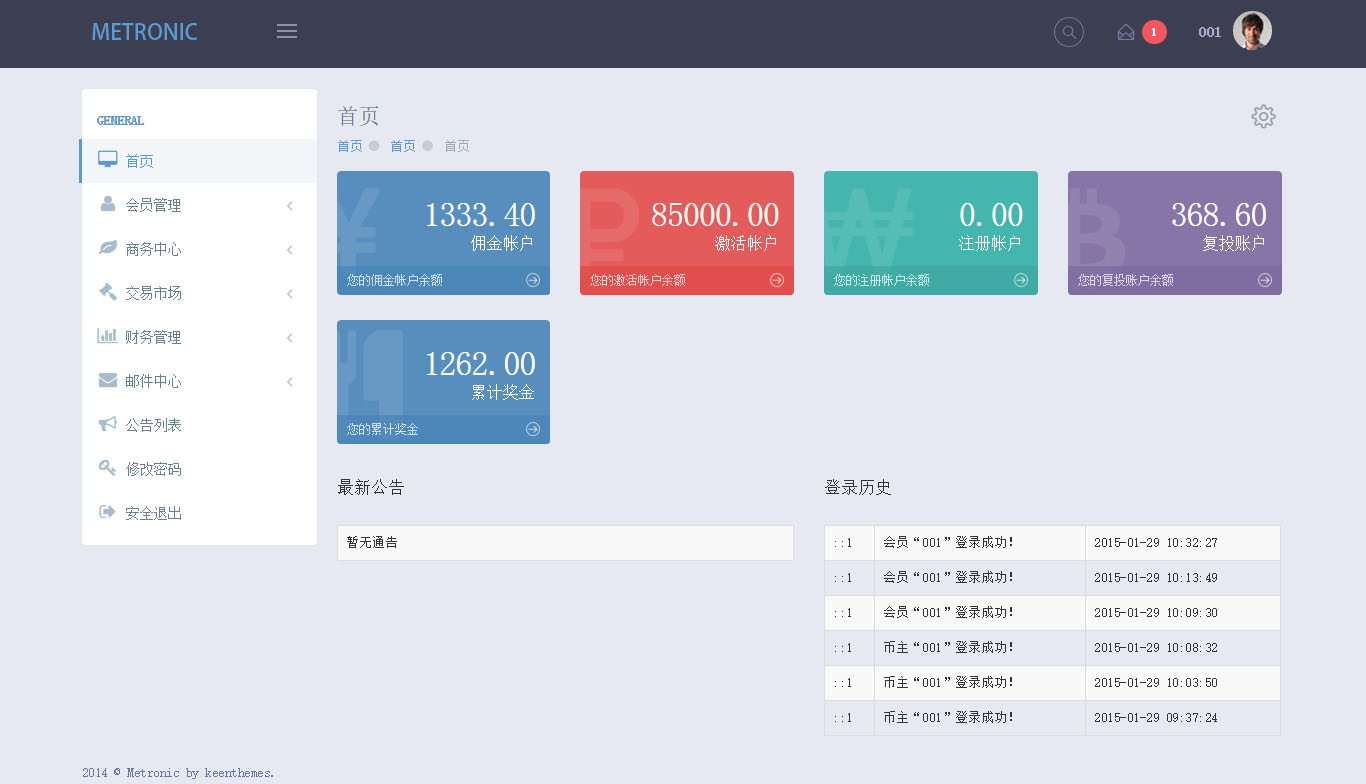 METRONIC
1
001
GENERAL
首页
会员管理
商务中心
交易市场
财务管理
邮件中心
公告列表
修改密码
安全退出
首页
首页 首页 首页
1333.40
佣金帐户
您的佣金帐户余额
85000.00
激活帐户
您的激活帐户余额
0.00
注册帐户
您的注册帐户余额
368.60
复投账户
您的复投账户余额
1262.00
累计奖金
您的累计奖金
最新公告
暂无通告
登录历史
::1 会员“001”登录成功! 2015-01-29 10:32:27
::1 会员“001”登录成功! 2015-01-29 10:13:49
::1 会员“001”登录成功! 2015-01-29 10:09:30
::1 币主“001”登录成功! 2015-01-29 10:08:32
::1 币主“001”登录成功! 2015-01-29 10:03:50
::1 币主“001”登录成功! 2015-01-29 09:37:24
2014 © Metronic by keenthemes.